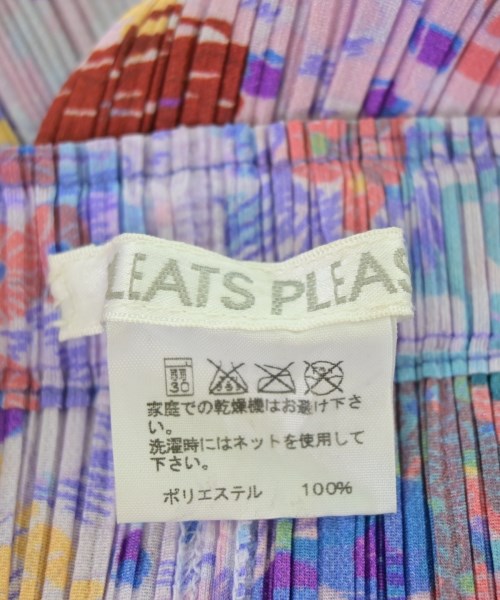 LEATS PLEAS
30
家庭での乾燥機はお避け下さ
い。
洗濯時にはネットを使用して
下さい。
ポリエステル 100%